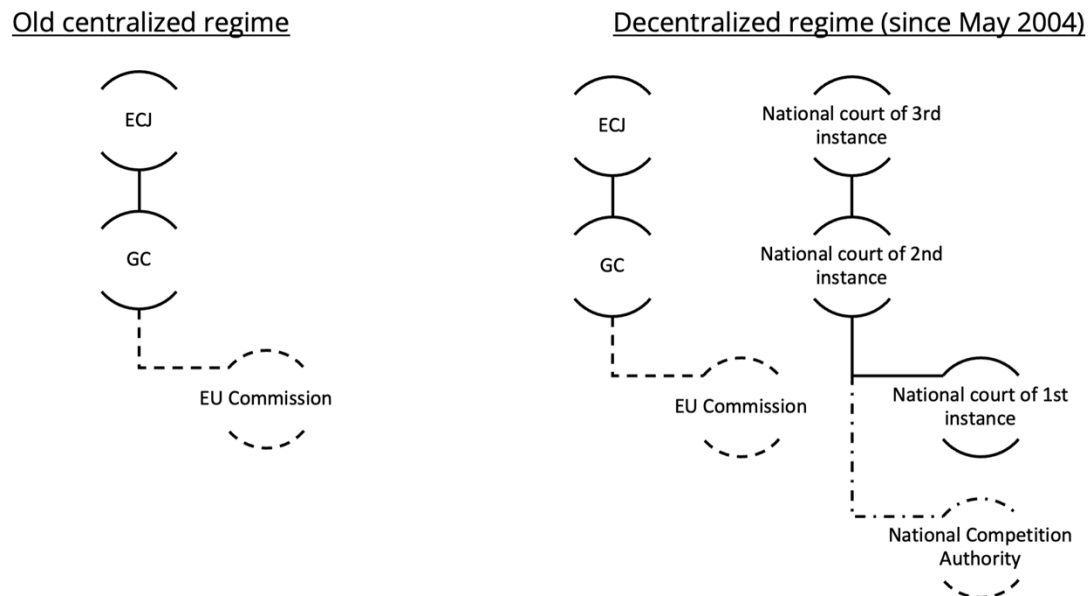 Old centralized regime
ECJ
GC
EU Commission
Decentralized regime (since May 2004)
ECJ
GC
EU Commission
National court of 3rd
instance
National court of 2nd
instance
National court of 1st
instance
National Competition
Authority